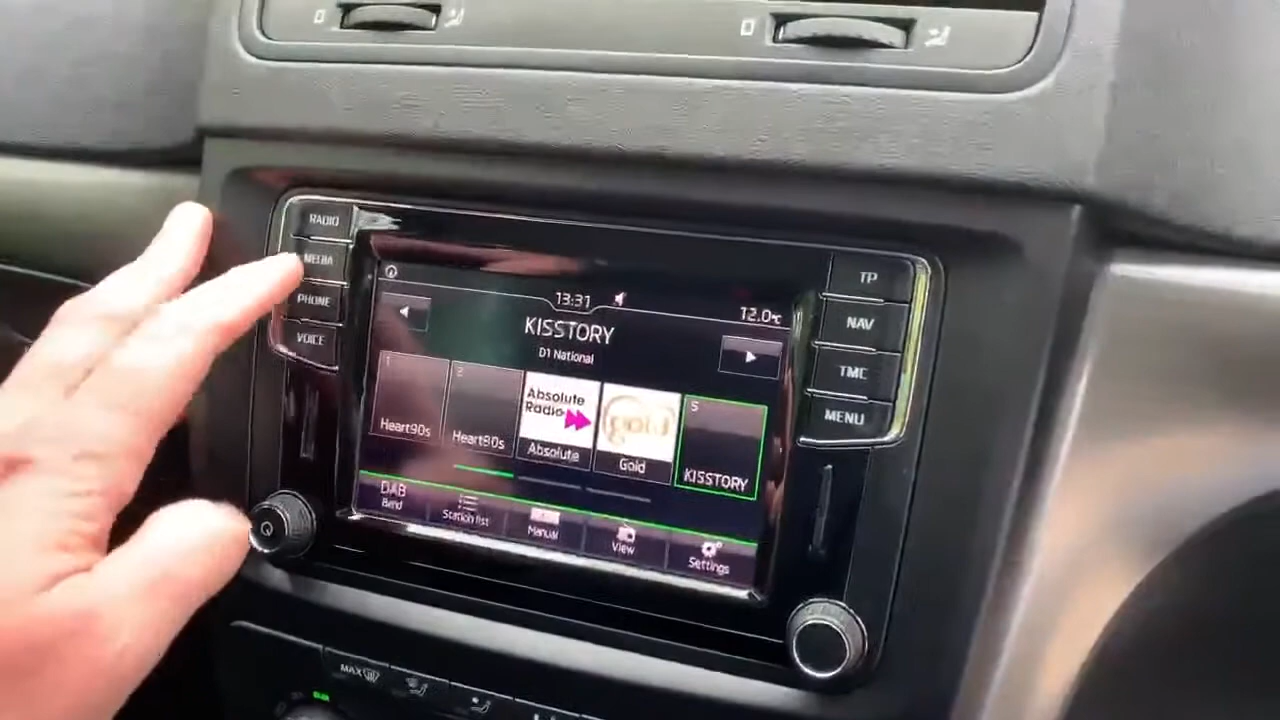 RADIO
MEDIA
PHONE
VOICE
TP
NAV
TMC
MENU
13:31
12.0°C
KISSTORY
D1 National
1
Heart90s
2
Heart80s
Absolute
Radio
Absolute
gold
Gold
5
KISSTORY
DAB
Band
Station list
Manual
View
Settings
MAX